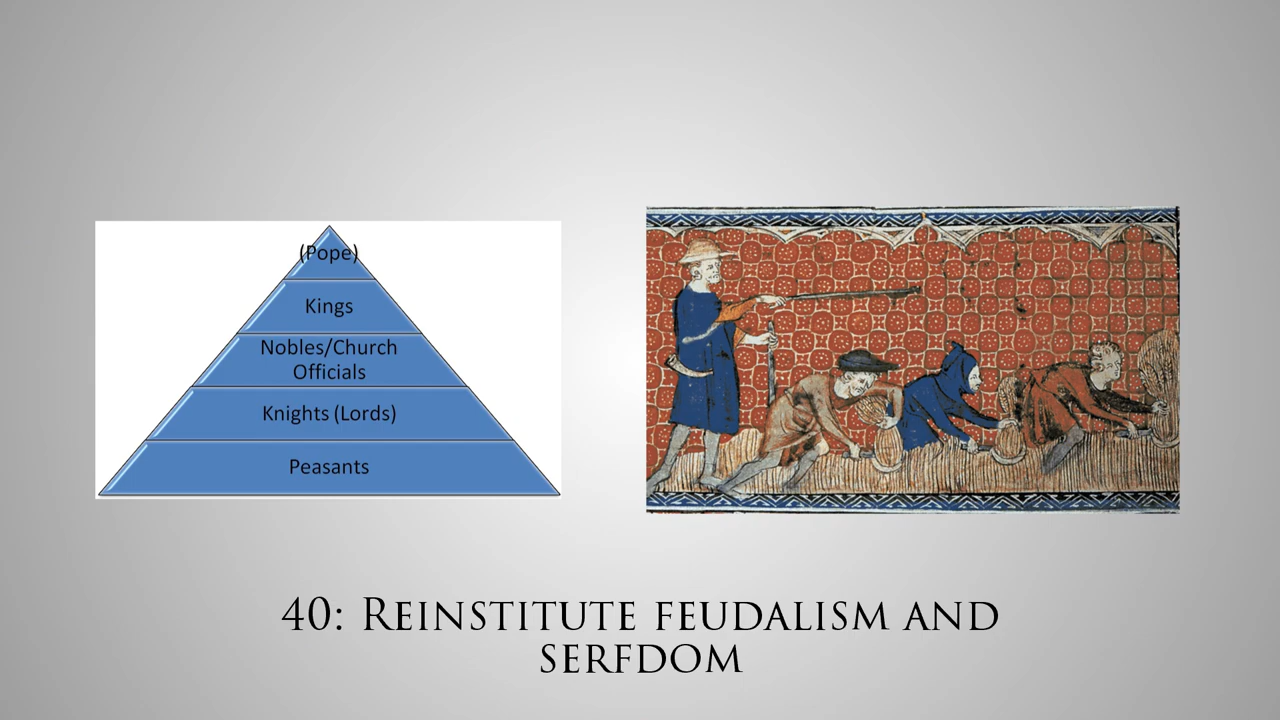 (Pope)
Kings
Nobles/Church
Officials
Knights (Lords)
Peasants
40: Reinstitute feudalism and
serfdom